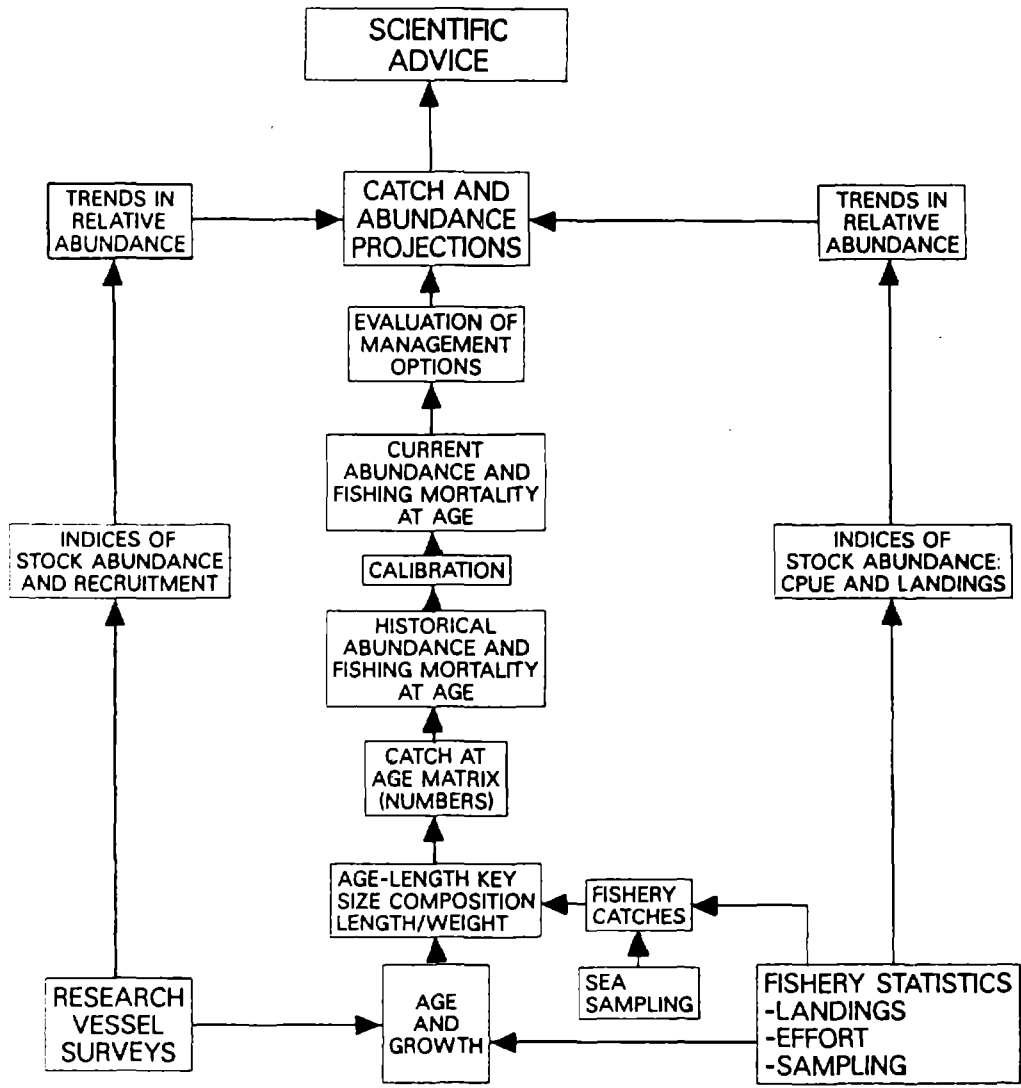 SCIENTIFIC
ADVICE
TRENDS IN
RELATIVE
ABUNDANCE
CATCH AND
ABUNDANCE
PROJECTIONS
TRENDS IN
RELATIVE
ABUNDANCE
EVALUATION OF
MANAGEMENT
OPTIONS
CURRENT
ABUNDANCE AND
FISHING MORTALITY
AT AGE
INDICES OF
STOCK ABUNDANCE
AND RECRUITMENT
CALIBRATION
INDICES OF
STOCK ABUNDANCE:
CPUE AND LANDINGS
HISTORICAL
ABUNDANCE AND
FISHING MORTALITY
AT AGE
CATCH AT
AGE MATRIX
(NUMBERS)
AGE-LENGTH KEY
SIZE COMPOSITION
LENGTH/WEIGHT
FISHERY
CATCHES
RESEARCH
VESSEL
SURVEYS
AGE
AND
GROWTH
SEA
SAMPLING
FISHERY STATISTICS
-LANDINGS
-EFFORT
-SAMPLING